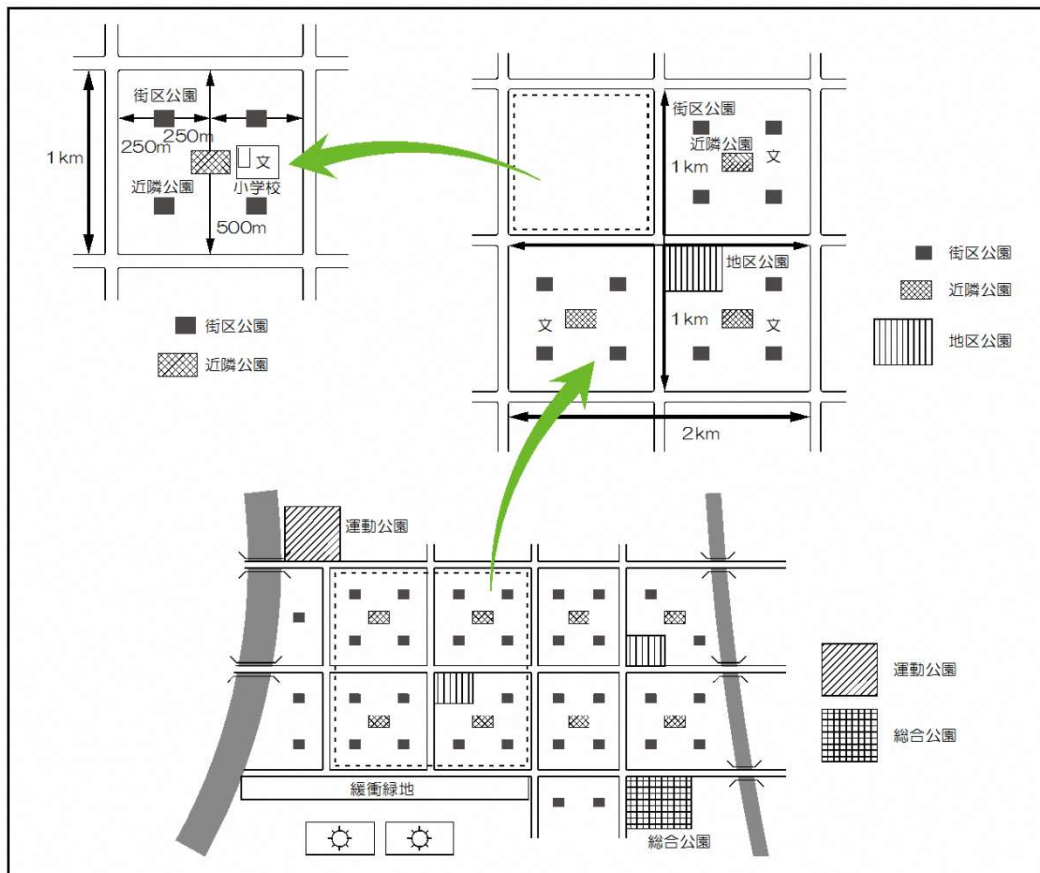 街区公園
250m
250m
1km
文
近隣公園
小学校
500m
街区公園
近隣公園
街区公園
近隣公園
文
1km
地区公園
文
1km
文
2km
街区公園
近隣公園
地区公園
運動公園
緩衝緑地
総合公園
運動公園
総合公園